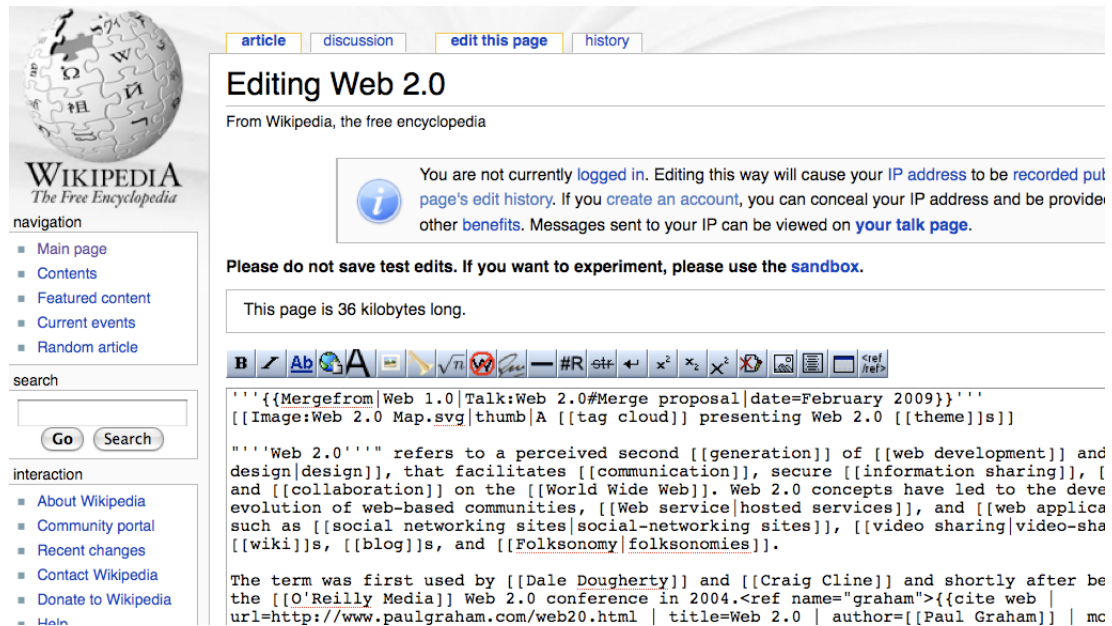 article
discussion
edit this page
history
Editing Web 2.0
From Wikipedia, the free encyclopedia
WIKIPEDIA
The Free Encyclopedia
You are not currently logged in. Editing this way will cause your IP address to be recorded
page's edit history. If you create an account, you can conceal your IP address and be
other benefits. Messages sent to your IP can be viewed on your talk page.
Please do not save test edits. If you want to experiment, please use the sandbox.
This page is 36 kilobytes long.
navigation
Main page
Contents
Featured content
Current events
Random article
search
Go Search
interaction
About Wikipedia
Community portal
Recent changes
Contact Wikipedia
Donate to Wikipedia
Help
B I Ab A √n W #R str x² x₂ x² <ref/ref>
'''{{Mergefrom|Web 1.0|Talk:Web 2.0#Merge proposal|date=February 2009}}'''
[[Image:Web 2.0 Map.svg|thumb|A [[tag cloud]] presenting Web 2.0 [[theme]]s]]
"'''Web 2.0'''" refers to a perceived second [[generation]] of [[web development]] and
design|design]], that facilitates [[communication]], secure [[information sharing]], [
and [[collaboration]] on the [[World Wide Web]]. Web 2.0 concepts have led to the
evolution of web-based communities, [[Web service|hosted services]], and [[web
such as [[social networking sites|social-networking sites]], [[video sharing|
[[wiki]]s, [[blog]]s, and [[Folksonomy|folksonomies]].
The term was first used by [[Dale Dougherty]] and [[Craig Cline]] and shortly after
the [[O'Reilly Media]] Web 2.0 conference in 2004.<ref name="graham">{{cite web |
url=http://www.paulgraham.com/web20.html | title=Web 2.0 | author=[[Paul Graham]] |